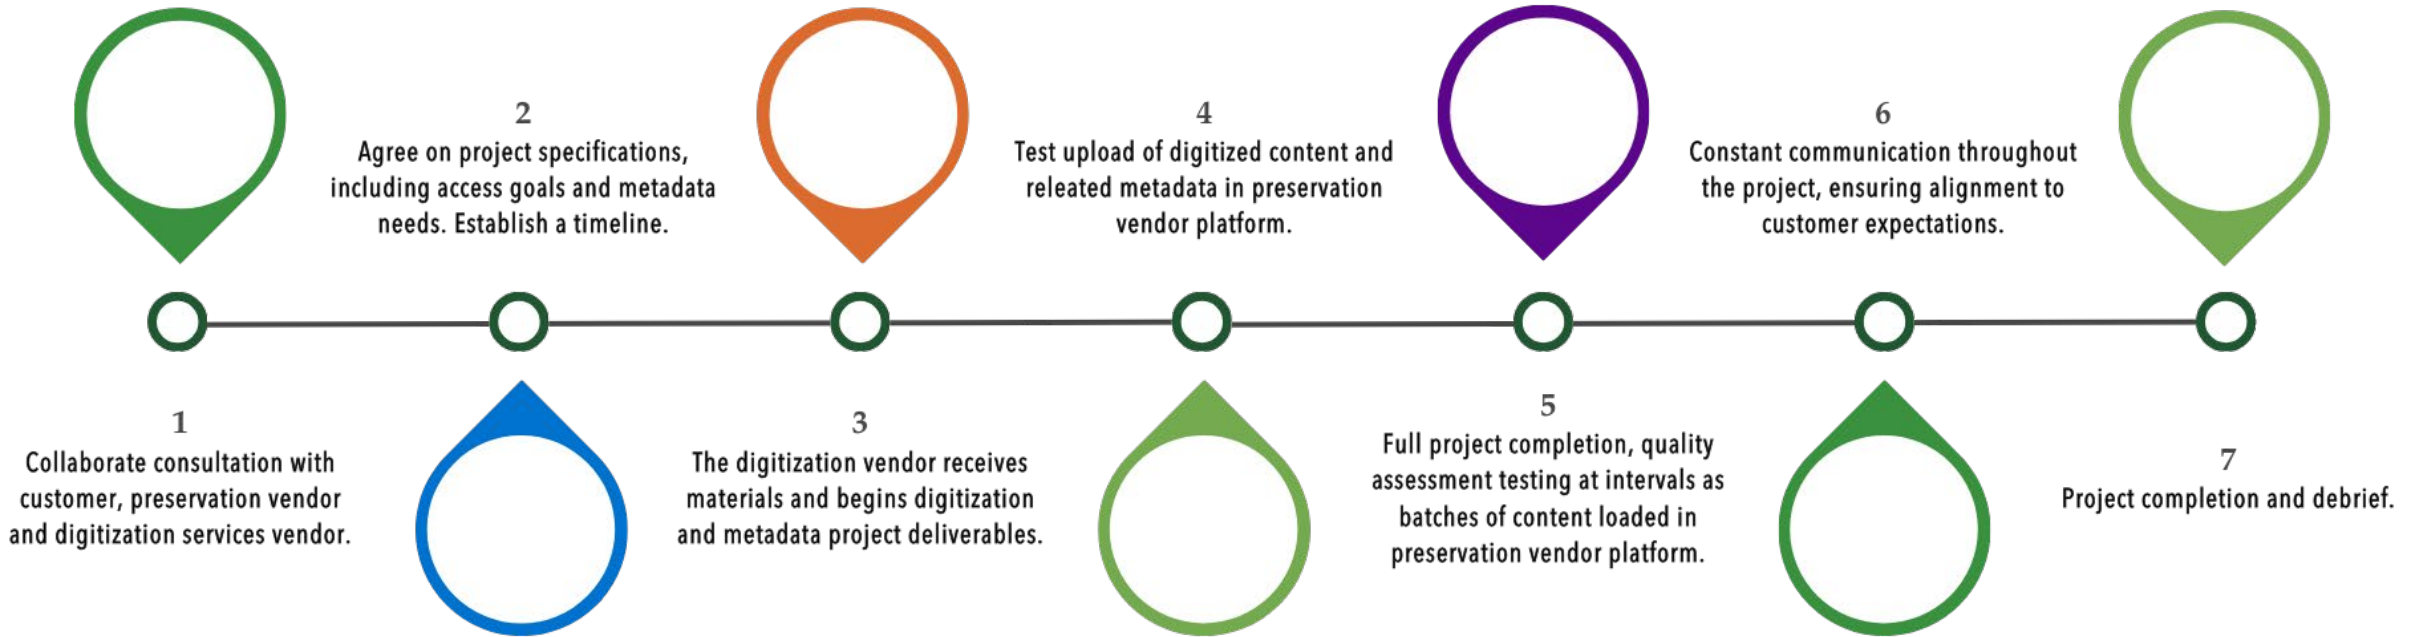 1
Collaborate consultation with
customer, preservation vendor
and digitization services vendor.
2
Agree on project specifications,
including access goals and metadata
needs. Establish a timeline.
3
The digitization vendor receives
materials and begins digitization
and metadata project deliverables.
4
Test upload of digitized content and
releated metadata in preservation
vendor platform.
5
Full project completion, quality
assessment testing at intervals as
batches of content loaded in
preservation vendor platform.
6
Constant communication throughout
the project, ensuring alignment to
customer expectations.
7
Project completion and debrief.